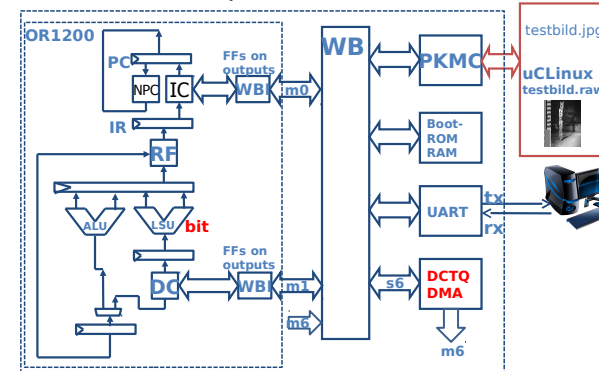 OR1200
PC
NPC
IC
IR
RF
ALU
LSU
bit
DC
FFs on
outputs
WBI
m0
FFs on
outputs
WBI
m1
m6
WB
PKMC
Boot-
ROM
RAM
UART
tx
rx
s6
DCTQ
DMA
m6
testbild.jpg
uCLinux
testbild.raw